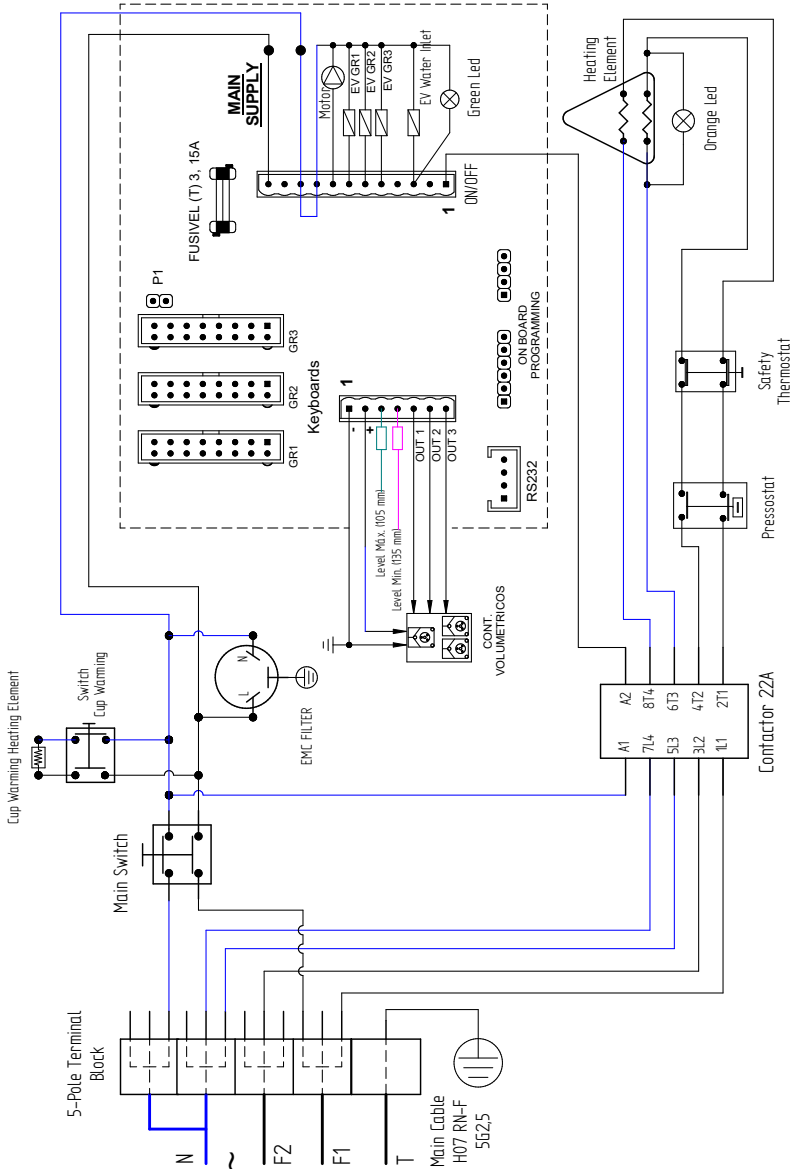 Cup Warming Heating Element
Switch
Cup Warming
Main Switch
5-Pole Terminal
Block
N
~
F2
F1
T
Main Cable
H07 RN-F
5G2,5
L
N
EMC FILTER
MAIN
SUPPLY
FUSIVEL (T) 3, 15A
P1
GR1
GR2
GR3
Keyboards
Motor
EV GR1
EV GR2
EV GR3
EV Water Inlet
Green Led
1
ON/OFF
1
-
+
OUT 1
OUT 2
OUT 3
Level Máx. (105 mm)
Level Min. (135 mm)
ON BOARD
PROGRAMMING
RS232
CONT.
VOLUMETRICOS
Heating
Element
Orange Led
Safety
Thermostat
Pressostat
A1
A2
7L4
8T4
5L3
6T3
3L2
4T2
1L1
2T1
Contactor 22A